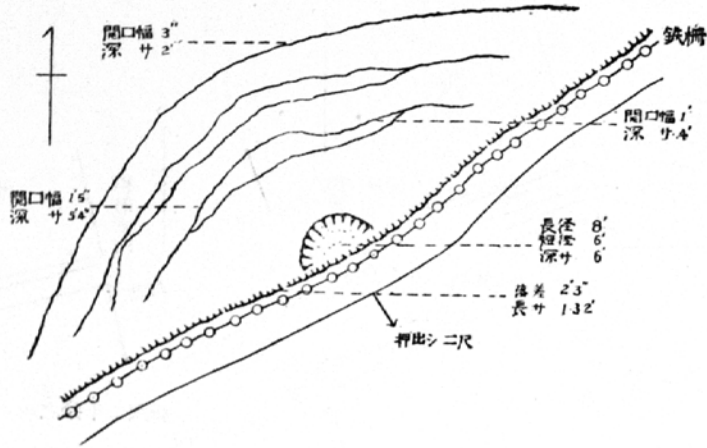 開口幅 3"
深サ 2'
鉄柵
開口幅 1'
深サ 4'
開口幅 1'5"
深サ 3'4"
長径 8'
短径 6'
深サ 6'
落差 2'3"
長サ 132'
押出シ二尺